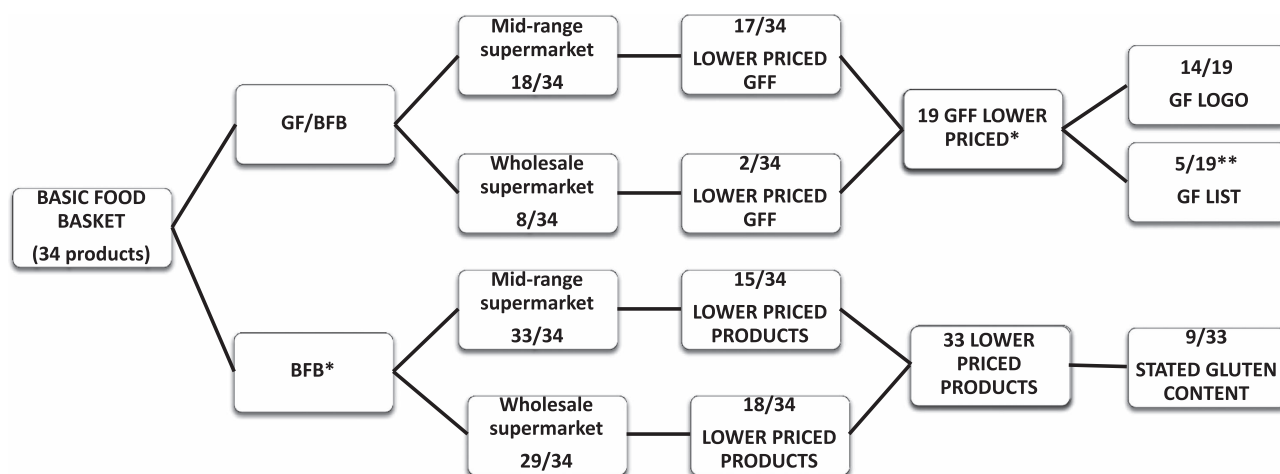 BASIC FOOD
BASKET
(34 products)
GF/BFB
Mid-range
supermarket
18/34
17/34
LOWER PRICED
GFF
Wholesale
supermarket
8/34
2/34
LOWER PRICED
GFF
19 GFF LOWER
PRICED*
14/19
GF LOGO
5/19**
GF LIST
BFB*
Mid-range
supermarket
33/34
15/34
LOWER PRICED
PRODUCTS
Wholesale
supermarket
29/34
18/34
LOWER PRICED
PRODUCTS
33 LOWER
PRICED
PRODUCTS
9/33
STATED GLUTEN
CONTENT